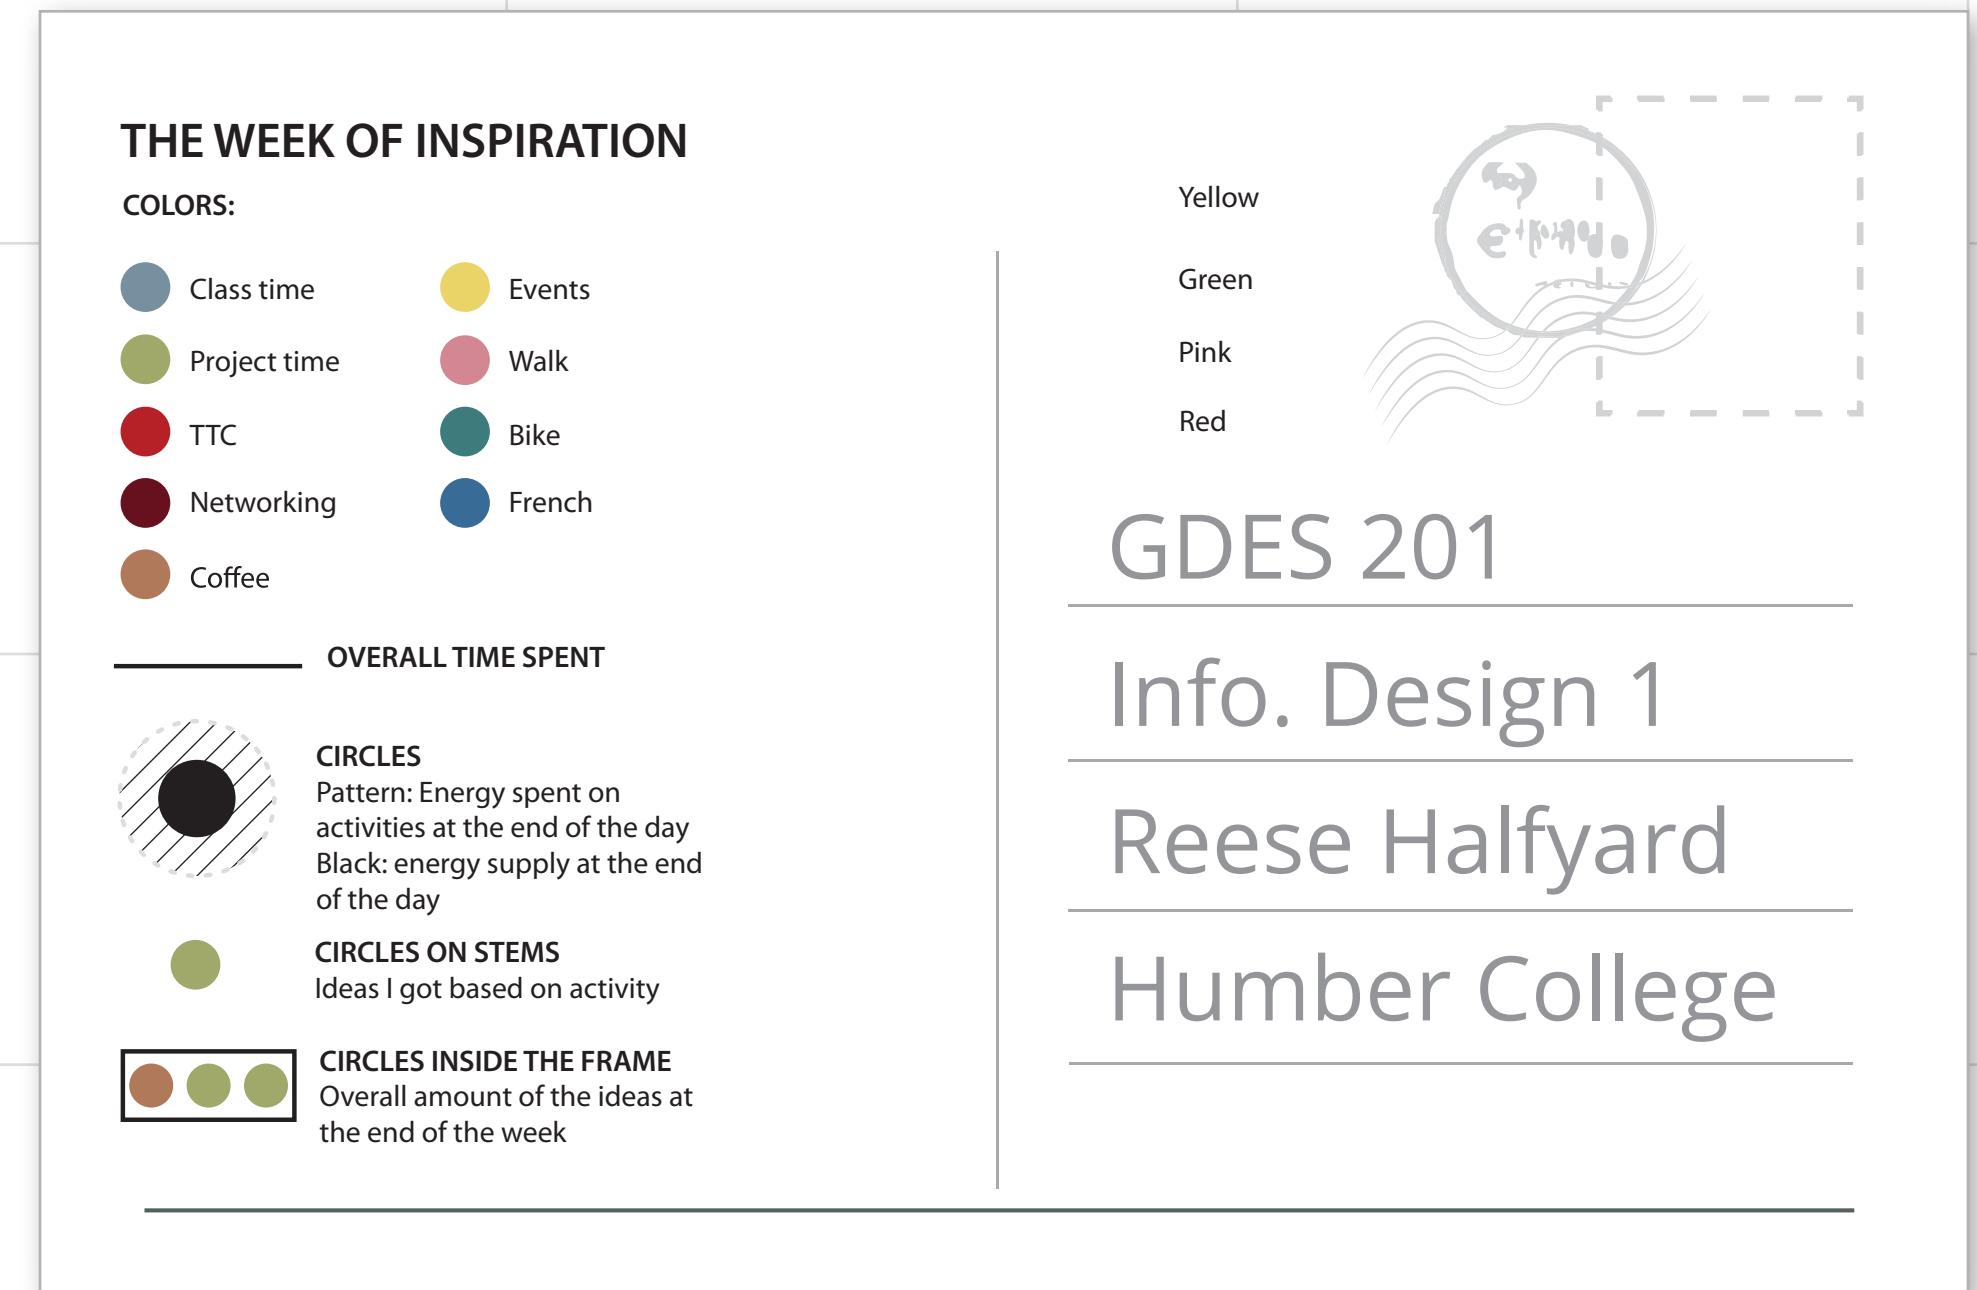 THE WEEK OF INSPIRATION
COLORS:
Class time
Project time
TTC
Networking
Coffee
Events
Walk
Bike
French
OVERALL TIME SPENT
CIRCLES
Pattern: Energy spent on
activities at the end of the day
Black: energy supply at the end
of the day
CIRCLES ON STEMS
Ideas I got based on activity
CIRCLES INSIDE THE FRAME
Overall amount of the ideas at
the end of the week
Yellow
Green
Pink
Red
GDES 201
Info. Design 1
Reese Halfyard
Humber College